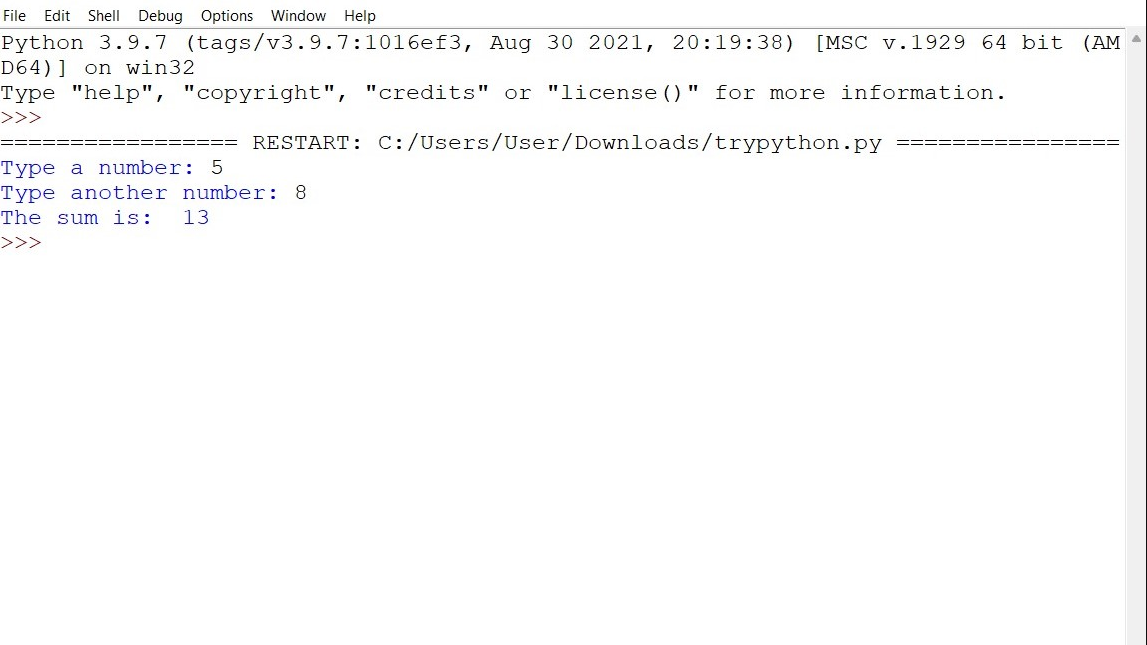 File Edit Shell Debug Options Window Help
Python 3.9.7 (tags/v3.9.7:1016ef3, Aug 30 2021, 20:19:38) [MSC v.1929 64 bit (AM
D64)] on win32
Type "help", "copyright", "credits" or "license()" for more information.
>>>
================= RESTART: C:/Users/User/Downloads/trypython.py ================
Type a number: 5
Type another number: 8
The sum is:  13
>>>